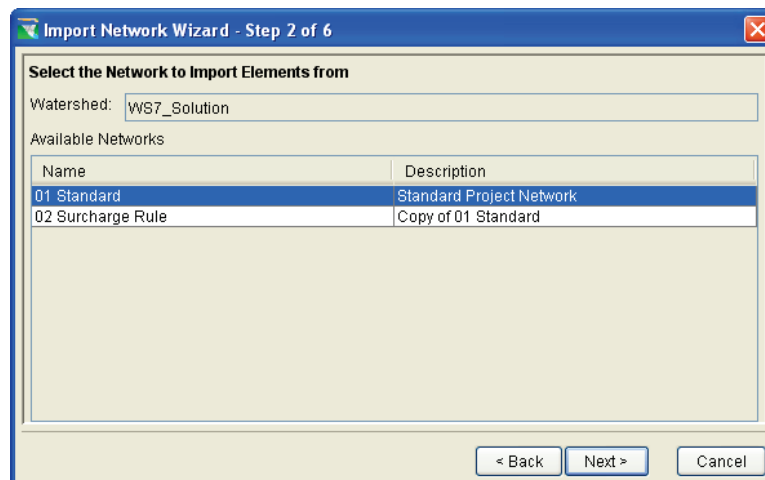 Import Network Wizard - Step 2 of 6
Select the Network to Import Elements from
Watershed: WS7_Solution
Available Networks
Name Description
01 Standard Standard Project Network
02 Surcharge Rule Copy of 01 Standard
< Back Next > Cancel